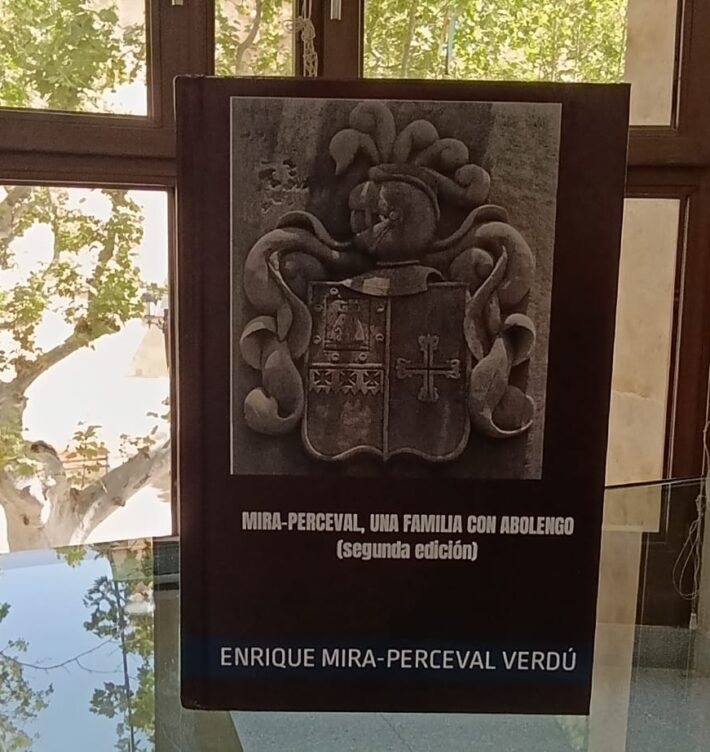 MIRA-PERCEVAL, UNA FAMILIA CON ABOLENGO
(segunda edición)
ENRIQUE MIRA-PERCEVAL VERDÚ